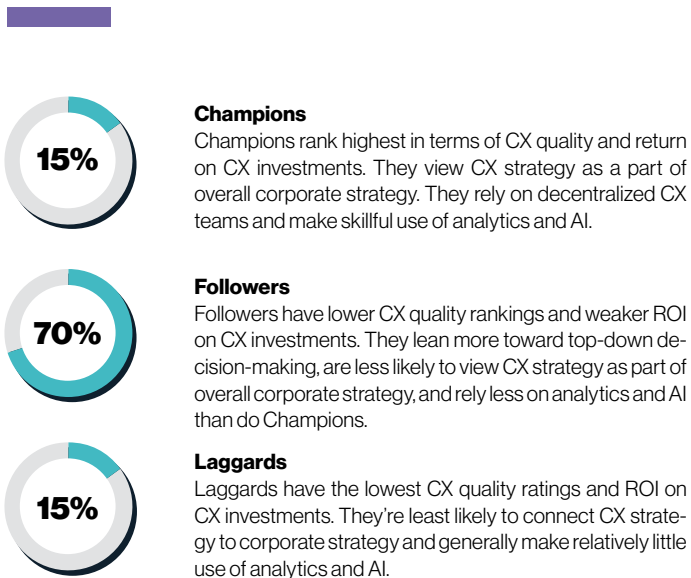 15%
Champions
Champions rank highest in terms of CX quality and return
on CX investments. They view CX strategy as a part of
overall corporate strategy. They rely on decentralized CX
teams and make skillful use of analytics and AI.
70%
Followers
Followers have lower CX quality rankings and weaker ROI
on CX investments. They lean more toward top-down de-
cision-making, are less likely to view CX strategy as part of
overall corporate strategy, and rely less on analytics and AI
than do Champions.
15%
Laggards
Laggards have the lowest CX quality ratings and ROI on
CX investments. They're least likely to connect CX strate-
gy to corporate strategy and generally make relatively little
use of analytics and AI.